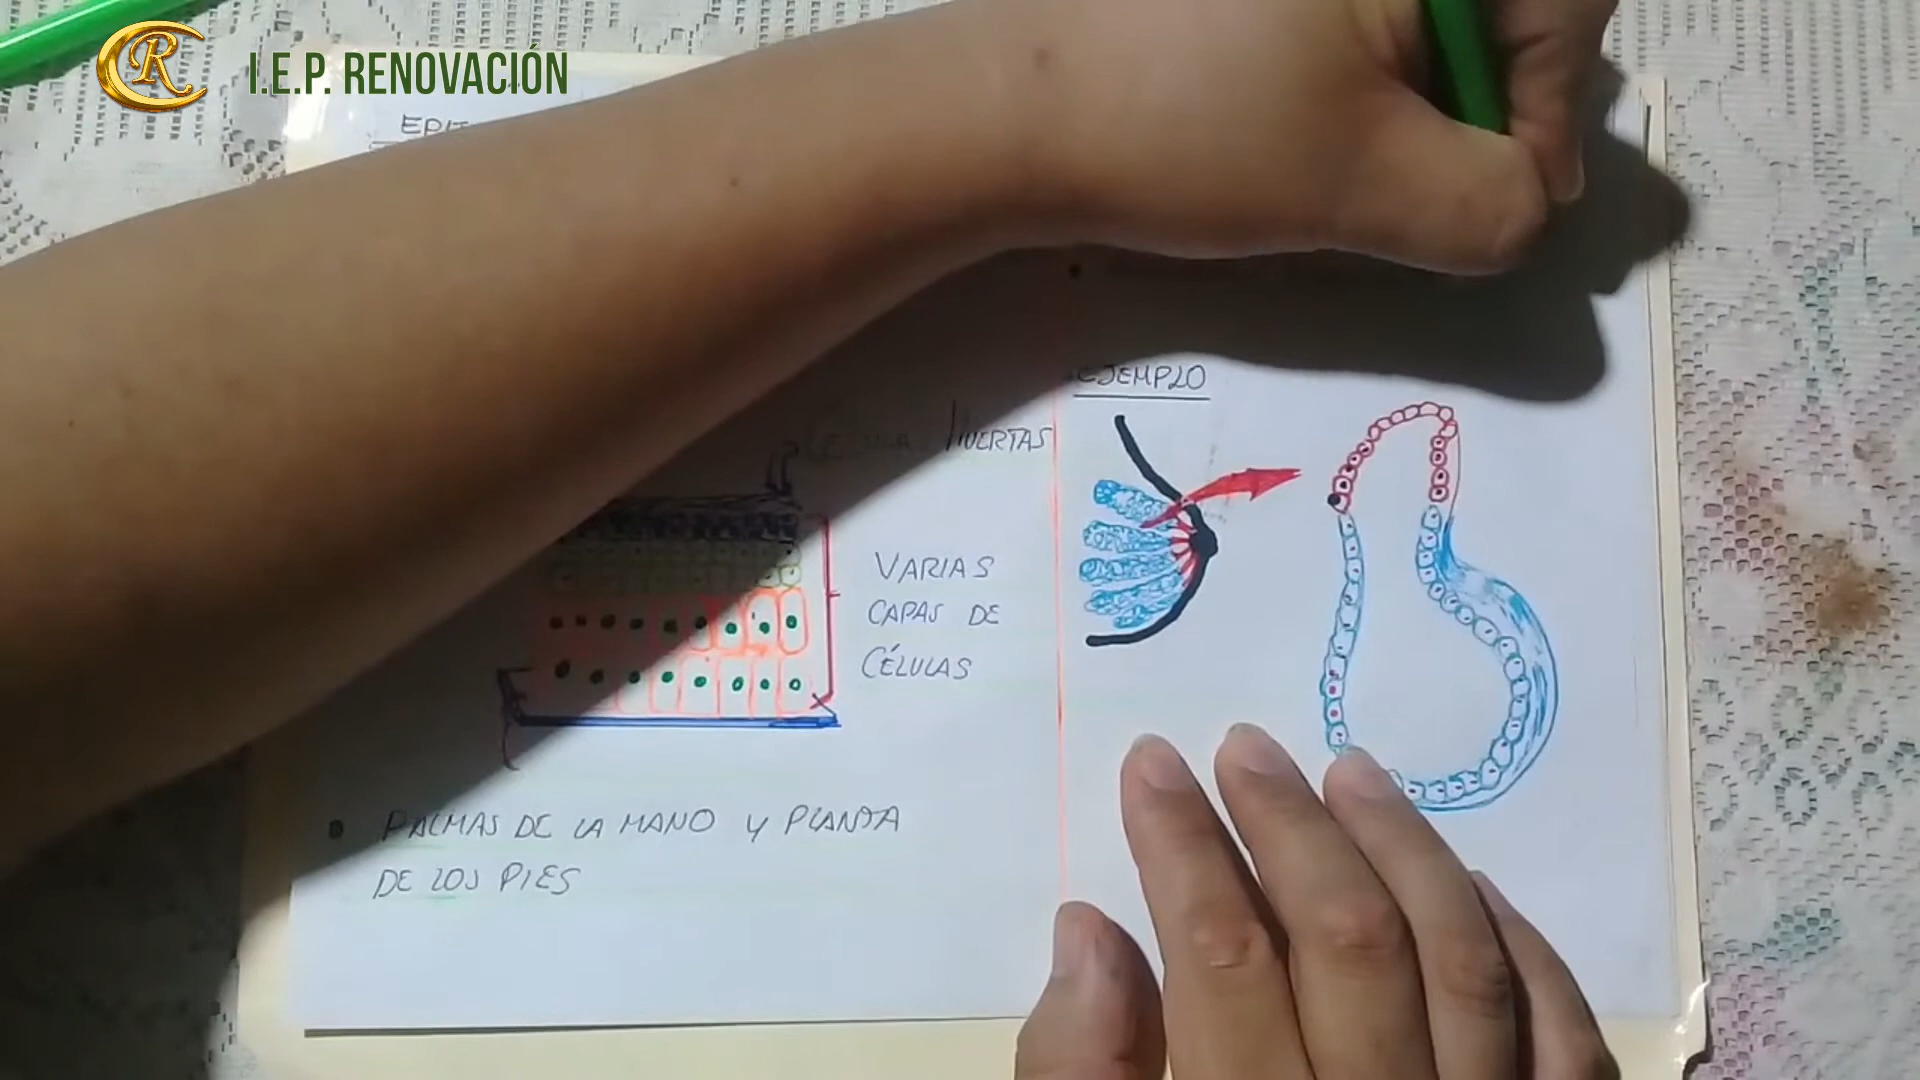 I.E.P. RENOVACIÓN
EJEMPLO
VARIAS
CAPAS DE
CÉLULAS
PALMAS DE LA MANO Y PLANTA
DE LOS PIES